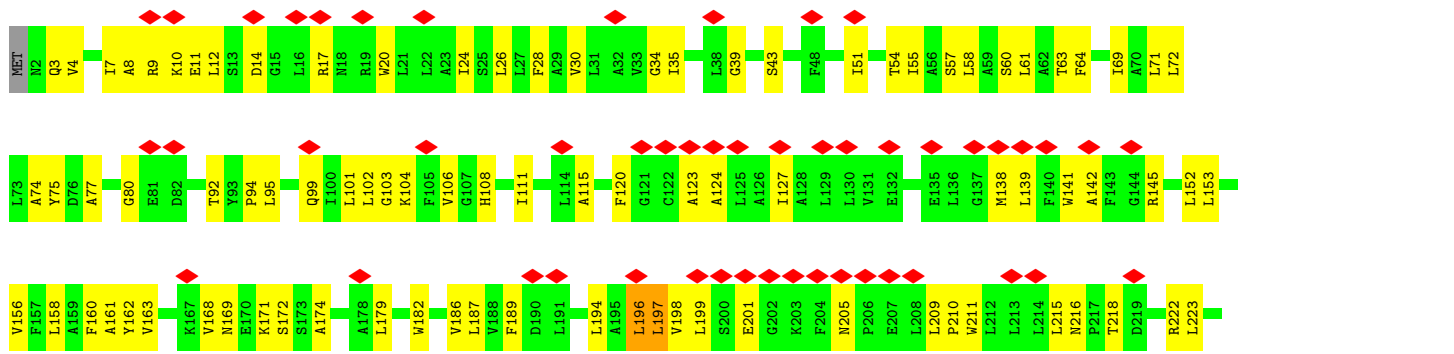 MET N2 Q3 V4 I7 A8 R9 K10 E11 L12 S13 D14 G15 L16 R17 N18 R19 W20 L21 L22 A23 I24 S25 L26 L27 F28 A29 V30 L31 A32 V33 G34 I35 L38 G39 S43 F48 I51 T54 I55 A56 S57 L58 A59 S60 L61 A62 T63 F64 I69 A70 L71 L72
L73 A74 Y75 D76 A77 G80 E81 D82 T92 Y93 P94 L95 Q99 I100 L101 L102 G103 K104 F105 V106 G107 H108 I111 L114 A115 F120 G121 C122 A123 A124 L125 A126 I127 A128 L129 L130 V131 E132 E135 L136 G137 M138 L139 F140 W141 A142 F143 G144 R145 L152 L153
V156 F157 L158 A159 F160 A161 Y162 V163 K167 V168 N169 E170 K171 S172 S173 A174 A178 L179 W182 V186 L187 V188 F189 D190 L191 L194 A195 L196 L197 V198 L199 S200 E201 G202 K203 F204 N205 P206 E207 L208 L209 P210 W211 L212 L213 L214 L215 N216 P217 T218 D219 R222 L223